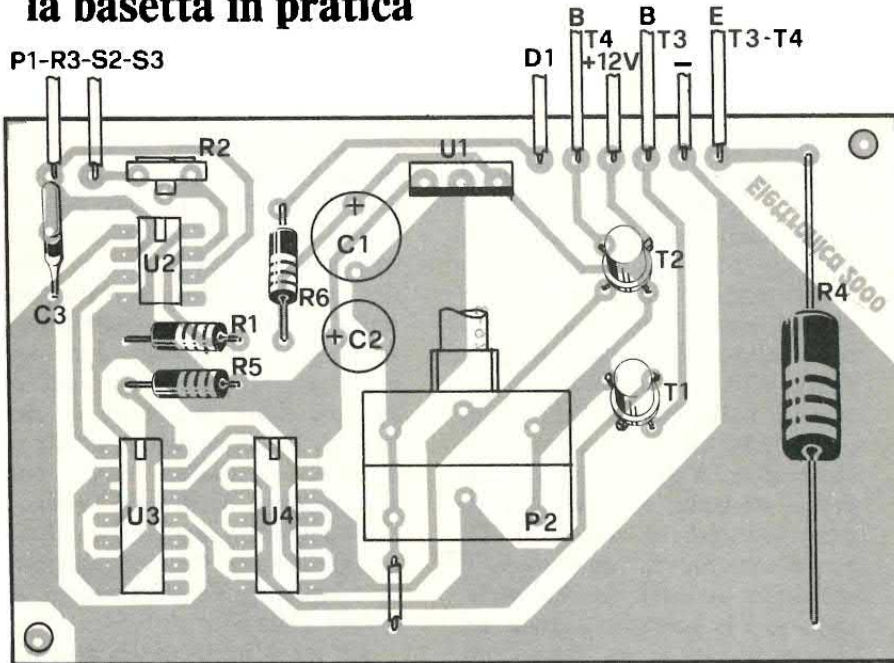 la basetta in pratica
B B E
P1-R3-S2-S3 D1 T4 T3 T3-T4
+12V −
R2 U1
Elettronica 2000
U2 C1 T2
+
C3 R6 R4
R1 + C2
R5 T1
U3 U4 P2